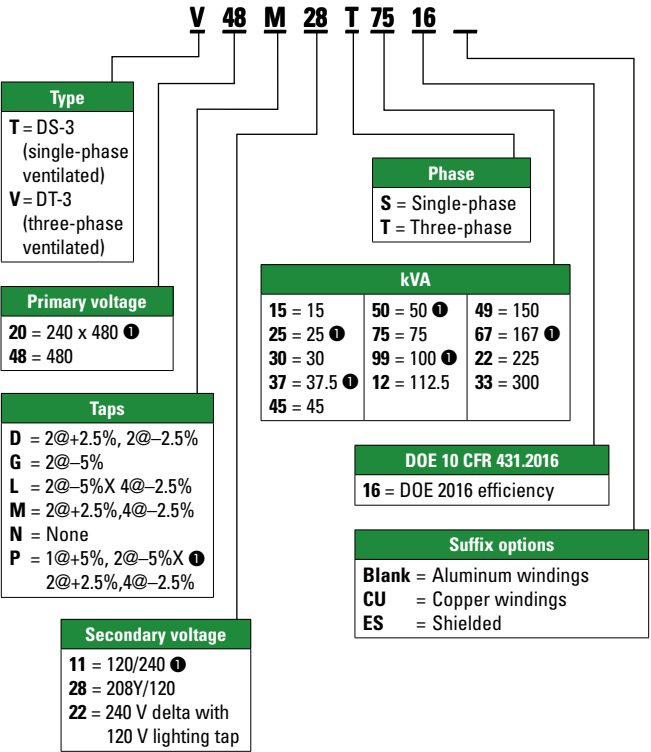 V 48 M 28 T 75 16
Type
T = DS-3
(single-phase
ventilated)
V = DT-3
(three-phase
ventilated)
Primary voltage
20 = 240 x 480 ❶
48 = 480
Taps
D = 2@+2.5%, 2@–2.5%
G = 2@–5%
L = 2@–5%X 4@–2.5%
M = 2@+2.5%,4@–2.5%
N = None
P = 1@+5%, 2@–5%X ❶
2@+2.5%,4@–2.5%
Secondary voltage
11 = 120/240 ❶
28 = 208Y/120
22 = 240 V delta with
120 V lighting tap
Phase
S = Single-phase
T = Three-phase
kVA
15 = 15
25 = 25 ❶
30 = 30
37 = 37.5 ❶
45 = 45
50 = 50 ❶
75 = 75
99 = 100 ❶
12 = 112.5
49 = 150
67 = 167 ❶
22 = 225
33 = 300
DOE 10 CFR 431.2016
16 = DOE 2016 efficiency
Suffix options
Blank = Aluminum windings
CU = Copper windings
ES = Shielded